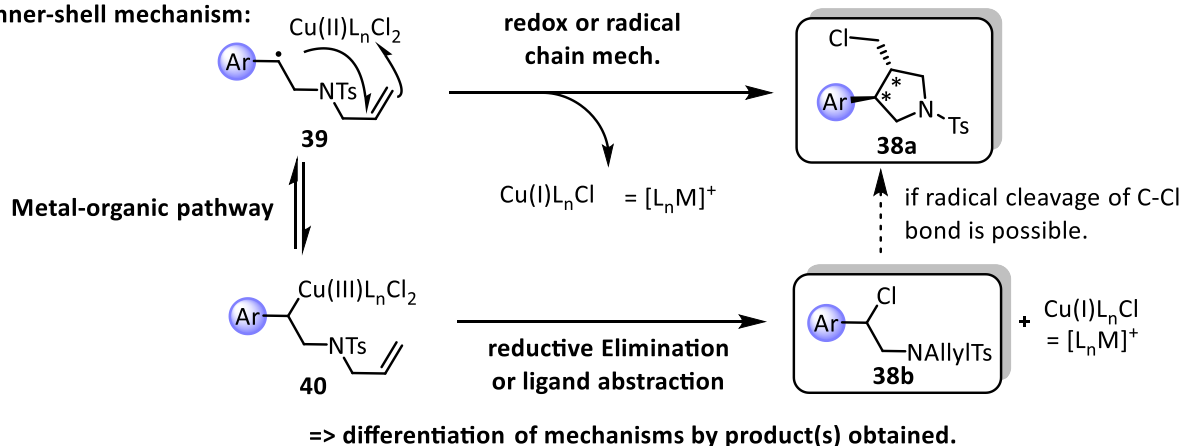 nner-shell mechanism:
Cu(II)LnCl2
redox or radical
chain mech.
Cl
Ar
NTs
39
Ar
*
*
N
Ts
38a
Cu(I)LnCl = [LnM]+
Metal-organic pathway
if radical cleavage of C-Cl
bond is possible.
Cu(III)LnCl2
Ar
NTs
40
reductive Elimination
or ligand abstraction
Cl
Ar
NAllylTs
38b
+ Cu(I)LnCl
= [LnM]+
=> differentiation of mechanisms by product(s) obtained.